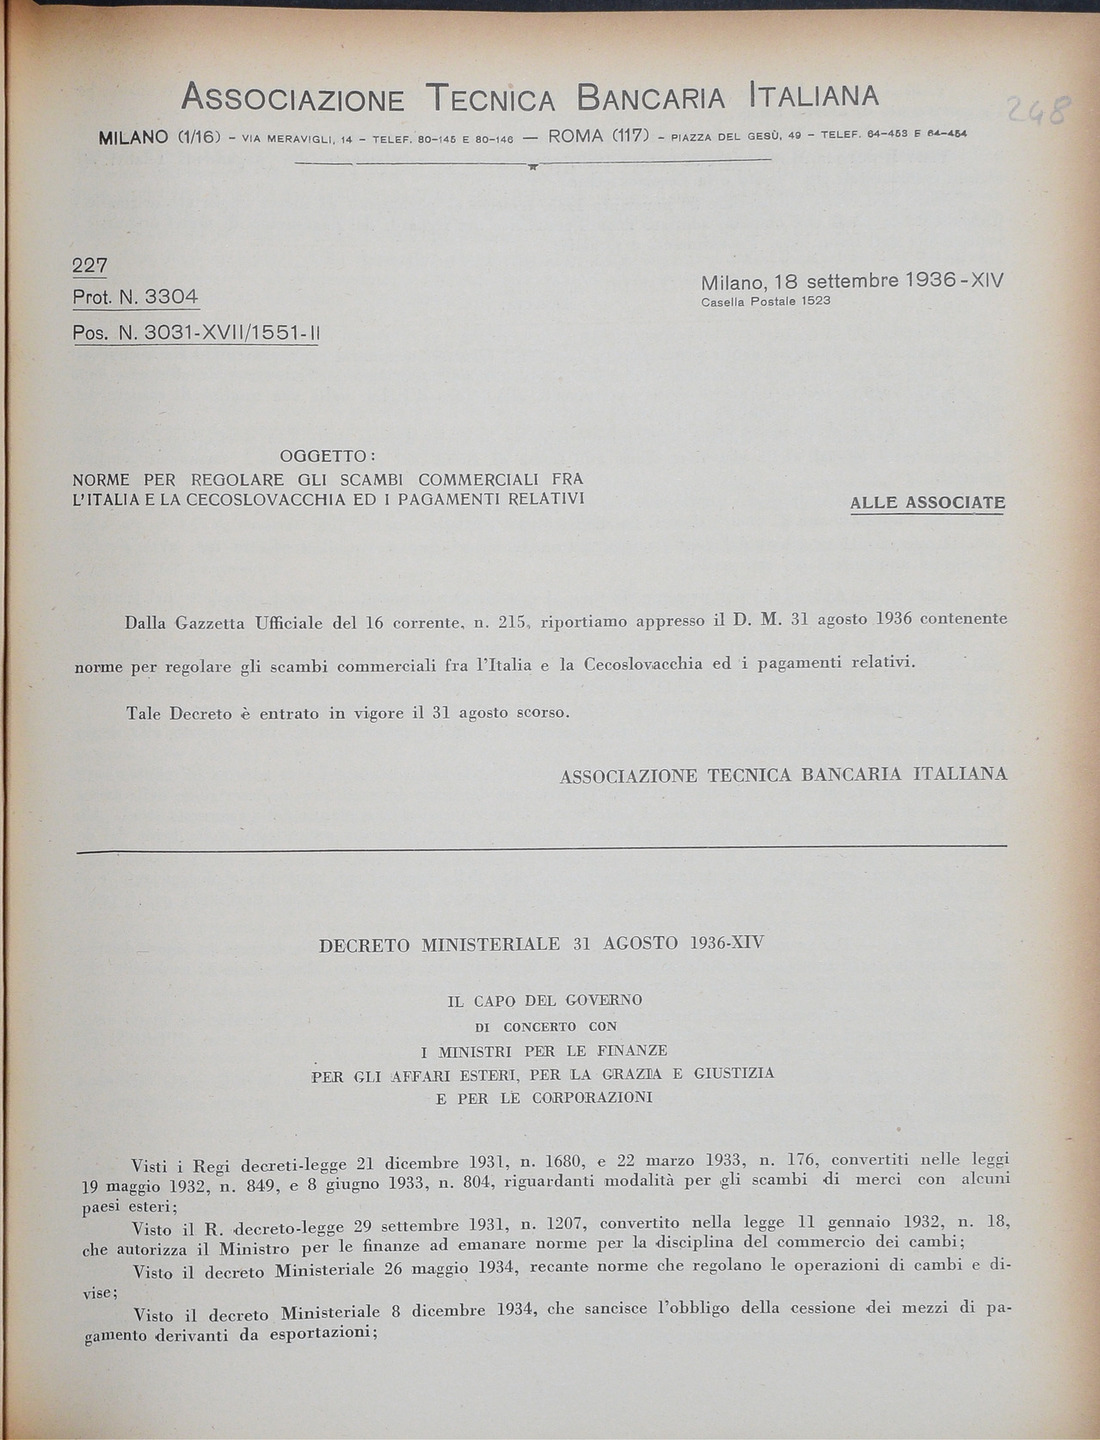 ASSOCIAZIONE TECNICA BANCARIA ITALIANA
248
MILANO (1/16) – VIA MERAVIGLI, 14 – TELEF. 80-145 E 80-146 — ROMA (117) – PIAZZA DEL GESÙ, 49 – TELEF. 64-453 E 64-454
227
Prot. N. 3304
Pos. N. 3031-XVII/1551-II
Milano, 18 settembre 1936-XIV
Casella Postale 1523
OGGETTO:
NORME PER REGOLARE GLI SCAMBI COMMERCIALI FRA
L'ITALIA E LA CECOSLOVACCHIA ED I PAGAMENTI RELATIVI
ALLE ASSOCIATE
Dalla Gazzetta Ufficiale del 16 corrente, n. 215, riportiamo appresso il D. M. 31 agosto 1936 contenente
norme per regolare gli scambi commerciali fra l'Italia e la Cecoslovacchia ed i pagamenti relativi.
Tale Decreto è entrato in vigore il 31 agosto scorso.
ASSOCIAZIONE TECNICA BANCARIA ITALIANA
DECRETO MINISTERIALE 31 AGOSTO 1936-XIV
IL CAPO DEL GOVERNO
DI CONCERTO CON
I MINISTRI PER LE FINANZE
PER GLI AFFARI ESTERI, PER LA GRAZIA E GIUSTIZIA
E PER LE CORPORAZIONI
Visti i Regi decreti-legge 21 dicembre 1931, n. 1680, e 22 marzo 1933, n. 176, convertiti nelle leggi
19 maggio 1932, n. 849, e 8 giugno 1933, n. 804, riguardanti modalità per gli scambi di merci con alcuni
paesi esteri;
Visto il R. decreto-legge 29 settembre 1931, n. 1207, convertito nella legge 11 gennaio 1932, n. 18,
che autorizza il Ministro per le finanze ad emanare norme per la disciplina del commercio dei cambi;
Visto il decreto Ministeriale 26 maggio 1934, recante norme che regolano le operazioni di cambi e di-
vise;
Visto il decreto Ministeriale 8 dicembre 1934, che sancisce l'obbligo della cessione dei mezzi di pa-
gamento derivanti da esportazioni;